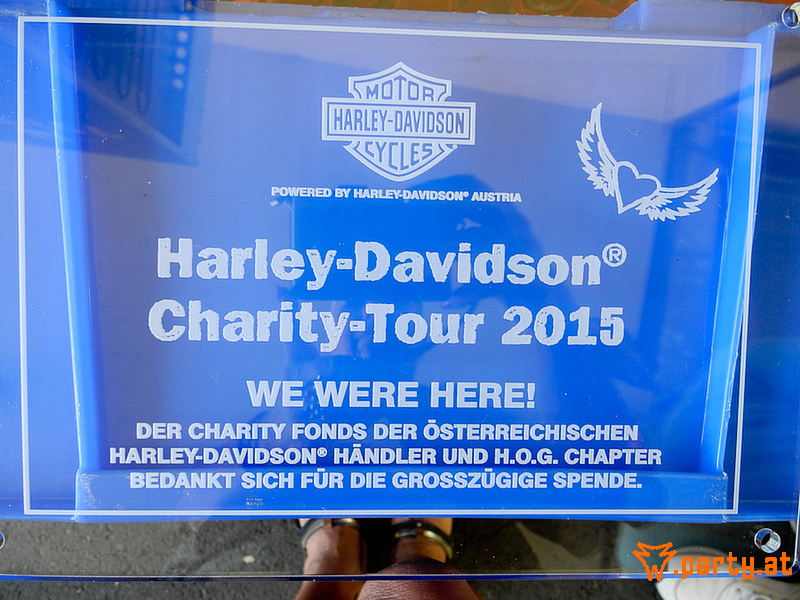 MOTOR
HARLEY-DAVIDSON
CYCLES
POWERED BY HARLEY-DAVIDSON® AUSTRIA
Harley-Davidson®
Charity-Tour 2015
WE WERE HERE!
DER CHARITY FONDS DER ÖSTERREICHISCHEN
HARLEY-DAVIDSON® HÄNDLER UND H.O.G. CHAPTER
BEDANKT SICH FÜR DIE GROSSZÜGIGE SPENDE.
.party.at